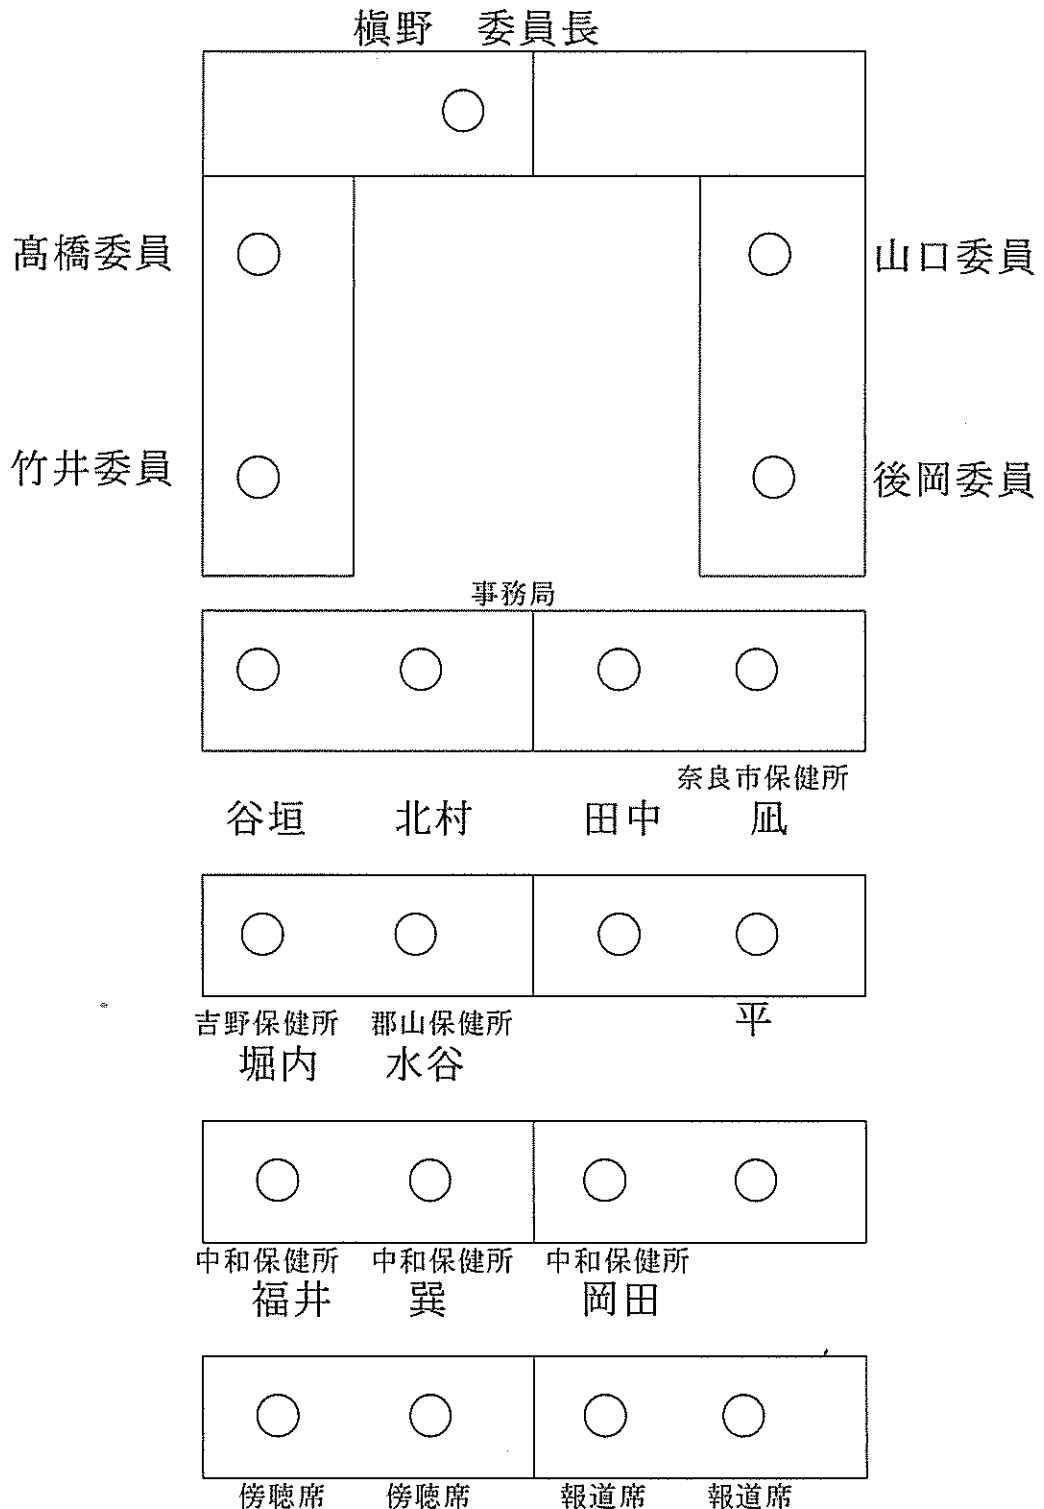 槇野　委員長
髙橋委員
山口委員
竹井委員
後岡委員
事務局
奈良市保健所
谷垣　北村　田中　凪
平
吉野保健所　郡山保健所
堀内　水谷
中和保健所　中和保健所　中和保健所
福井　巽　岡田
傍聴席　傍聴席　報道席　報道席